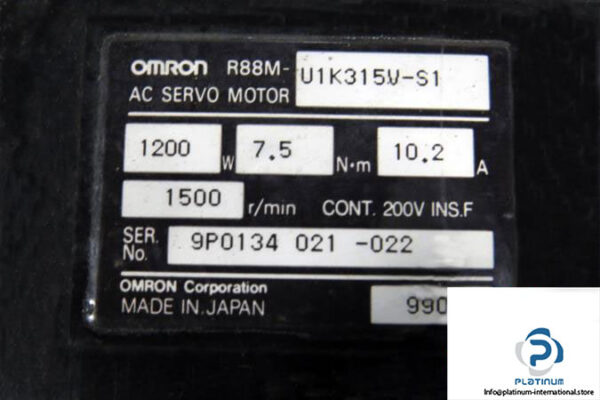 OMRON R88M-U1K315V-S1
AC SERVO MOTOR
1200 W 7.5 N·m 10.2 A
1500 r/min CONT. 200V INS.F
SER. No. 9P0134 021 -022
OMRON Corporation
MADE IN JAPAN 990
PLATINUM
Info@platinum-international.store